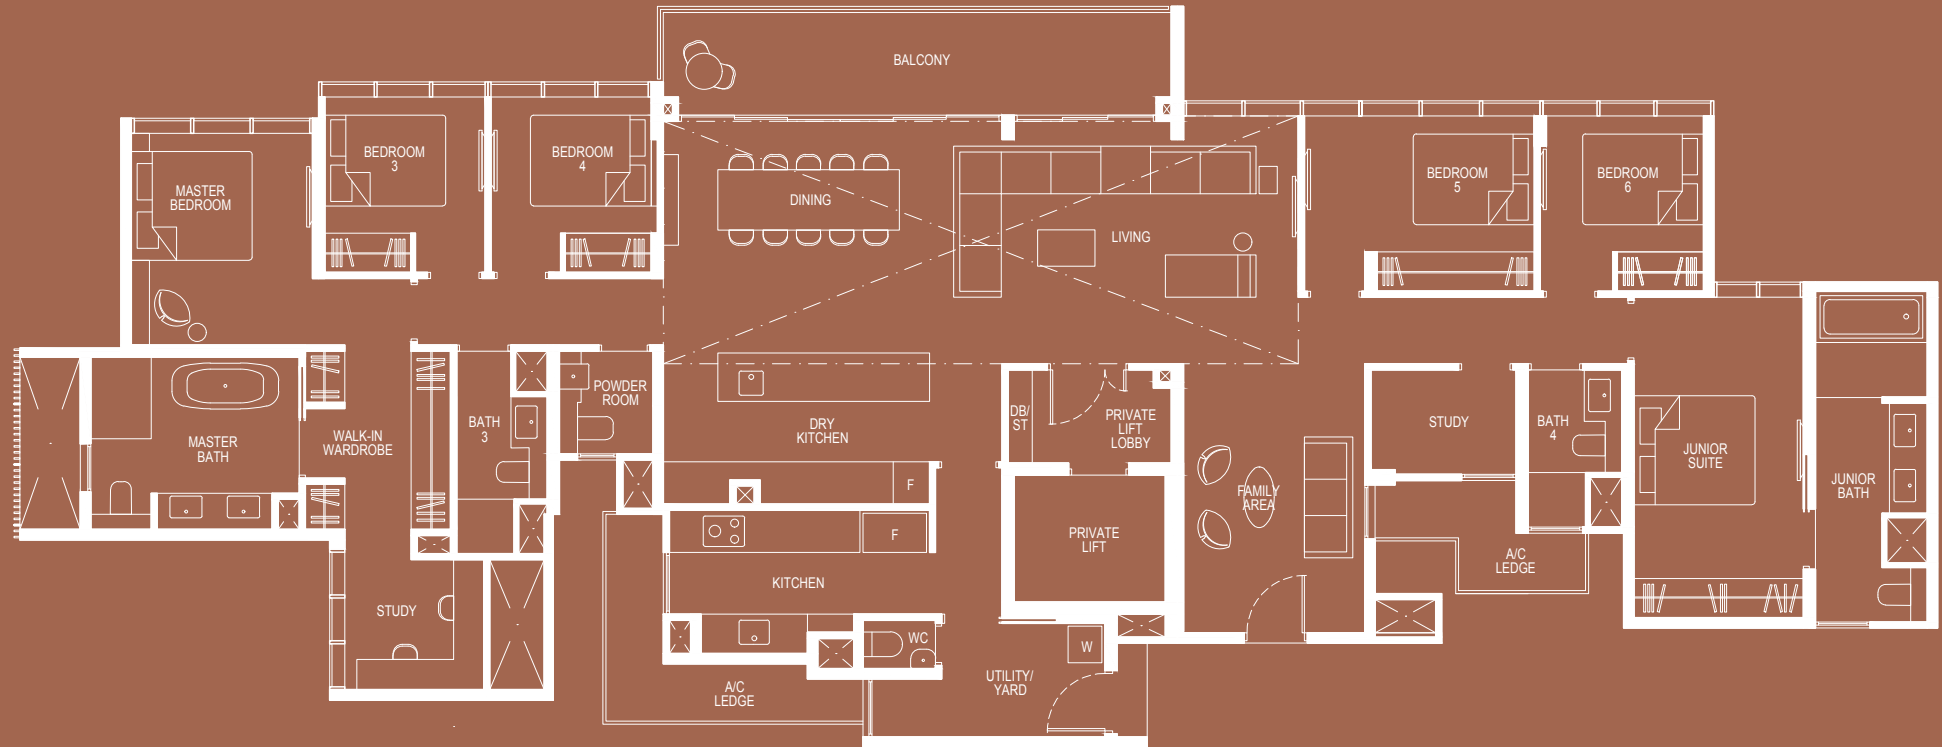 BALCONY
BEDROOM
3
BEDROOM
4
BEDROOM
5
BEDROOM
6
MASTER
BEDROOM
DINING
LIVING
POWDER
ROOM
DRY
KITCHEN
DB/
ST
PRIVATE
LIFT
LOBBY
STUDY
BATH
4
BATH
3
WALK-IN
WARDROBE
MASTER
BATH
JUNIOR
SUITE
JUNIOR
BATH
FAMILY
AREA
F
F
PRIVATE
LIFT
A/C
LEDGE
KITCHEN
STUDY
WC
W
UTILITY/
YARD
A/C
LEDGE